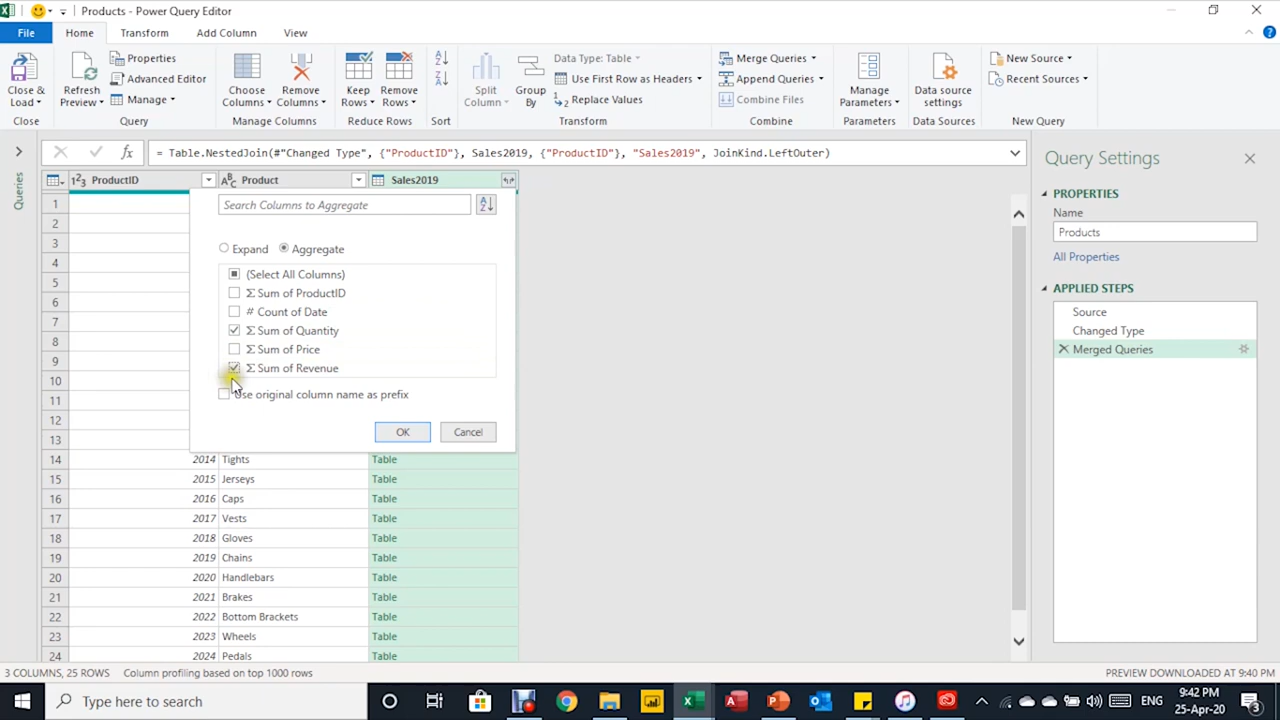 Products - Power Query Editor
File Home Transform Add Column View
Close & Load
Refresh Preview
Properties
Advanced Editor
Manage
Choose Columns
Remove Columns
Keep Rows
Remove Rows
Split Column
Group By
Data Type: Table
Use First Row as Headers
Replace Values
Merge Queries
Append Queries
Combine Files
Manage Parameters
Data source settings
New Source
Recent Sources
Close Query Manage Columns Reduce Rows Sort Transform Combine Parameters Data Sources New Query
fx = Table.NestedJoin(#"Changed Type", {"ProductID"}, Sales2019, {"ProductID"}, "Sales2019", JoinKind.LeftOuter)
Queries
1²3 ProductID ABC Product Sales2019
Search Columns to Aggregate
Expand Aggregate
(Select All Columns)
Σ Sum of ProductID
# Count of Date
Σ Sum of Quantity
Σ Sum of Price
Σ Sum of Revenue
Use original column name as prefix
OK Cancel
1
2
3
4
5
6
7
8
9
10
11
12
13
14 2014 Tights Table
15 2015 Jerseys Table
16 2016 Caps Table
17 2017 Vests Table
18 2018 Gloves Table
19 2019 Chains Table
20 2020 Handlebars Table
21 2021 Brakes Table
22 2022 Bottom Brackets Table
23 2023 Wheels Table
24 2024 Pedals Table
Query Settings
PROPERTIES
Name
Products
All Properties
APPLIED STEPS
Source
Changed Type
Merged Queries
3 COLUMNS, 25 ROWS Column profiling based on top 1000 rows PREVIEW DOWNLOADED AT 9:40 PM
Type here to search
ENG
9:42 PM
25-Apr-20
3